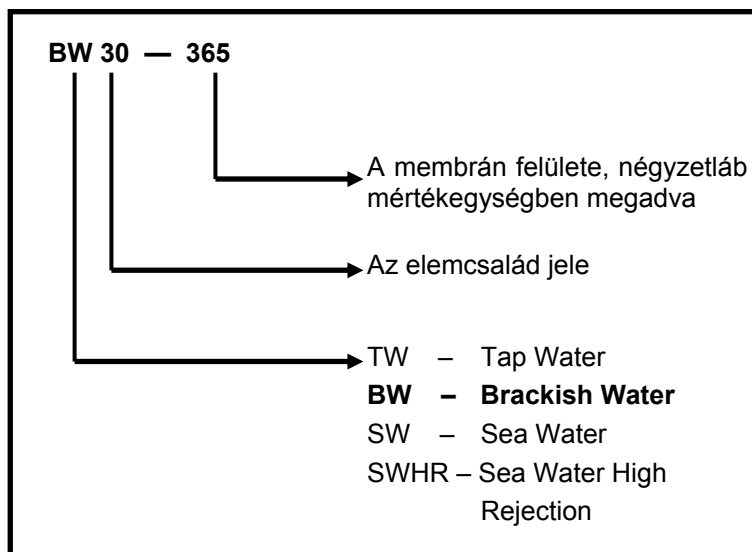 BW 30 — 365
A membrán felülete, négyzetláb
mértékegységben megadva
Az elemcsalád jele
TW – Tap Water
BW – Brackish Water
SW – Sea Water
SWHR – Sea Water High
Rejection